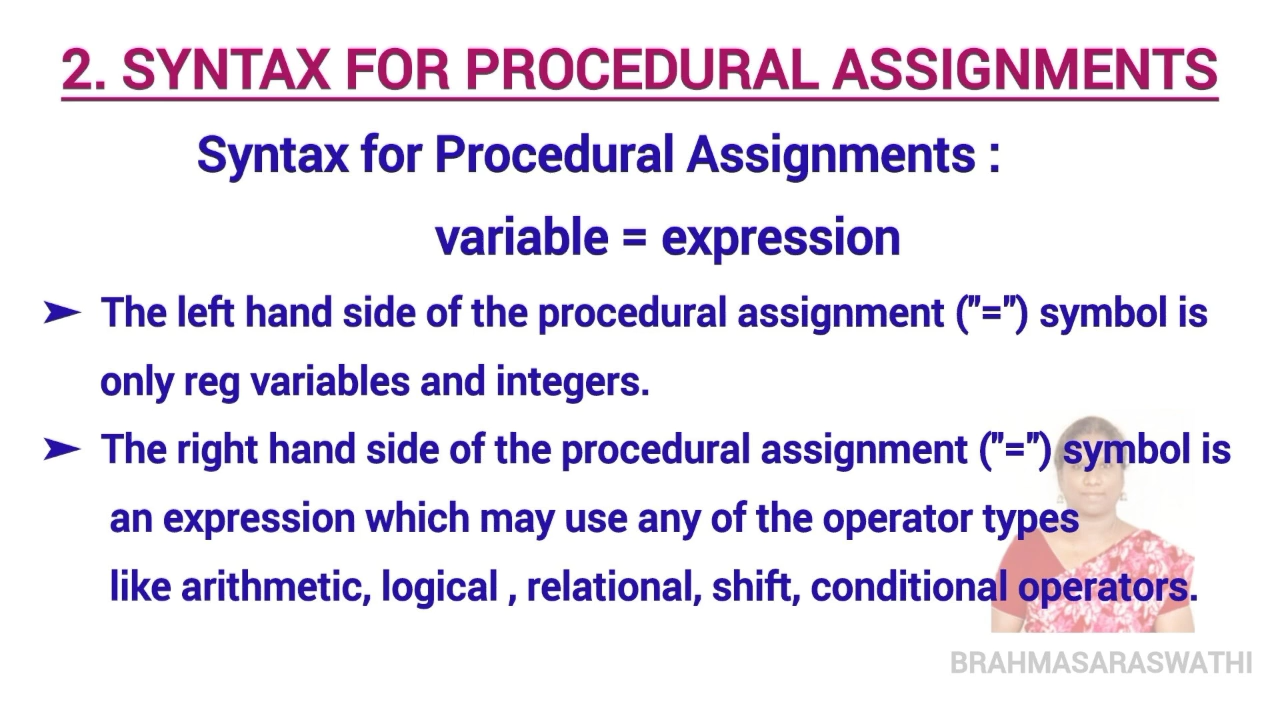 2. SYNTAX FOR PROCEDURAL ASSIGNMENTS
Syntax for Procedural Assignments :
variable = expression
➤ The left hand side of the procedural assignment ("=") symbol is
only reg variables and integers.
➤ The right hand side of the procedural assignment ("=") symbol is
an expression which may use any of the operator types
like arithmetic, logical , relational, shift, conditional operators.
BRAHMASARASWATHI